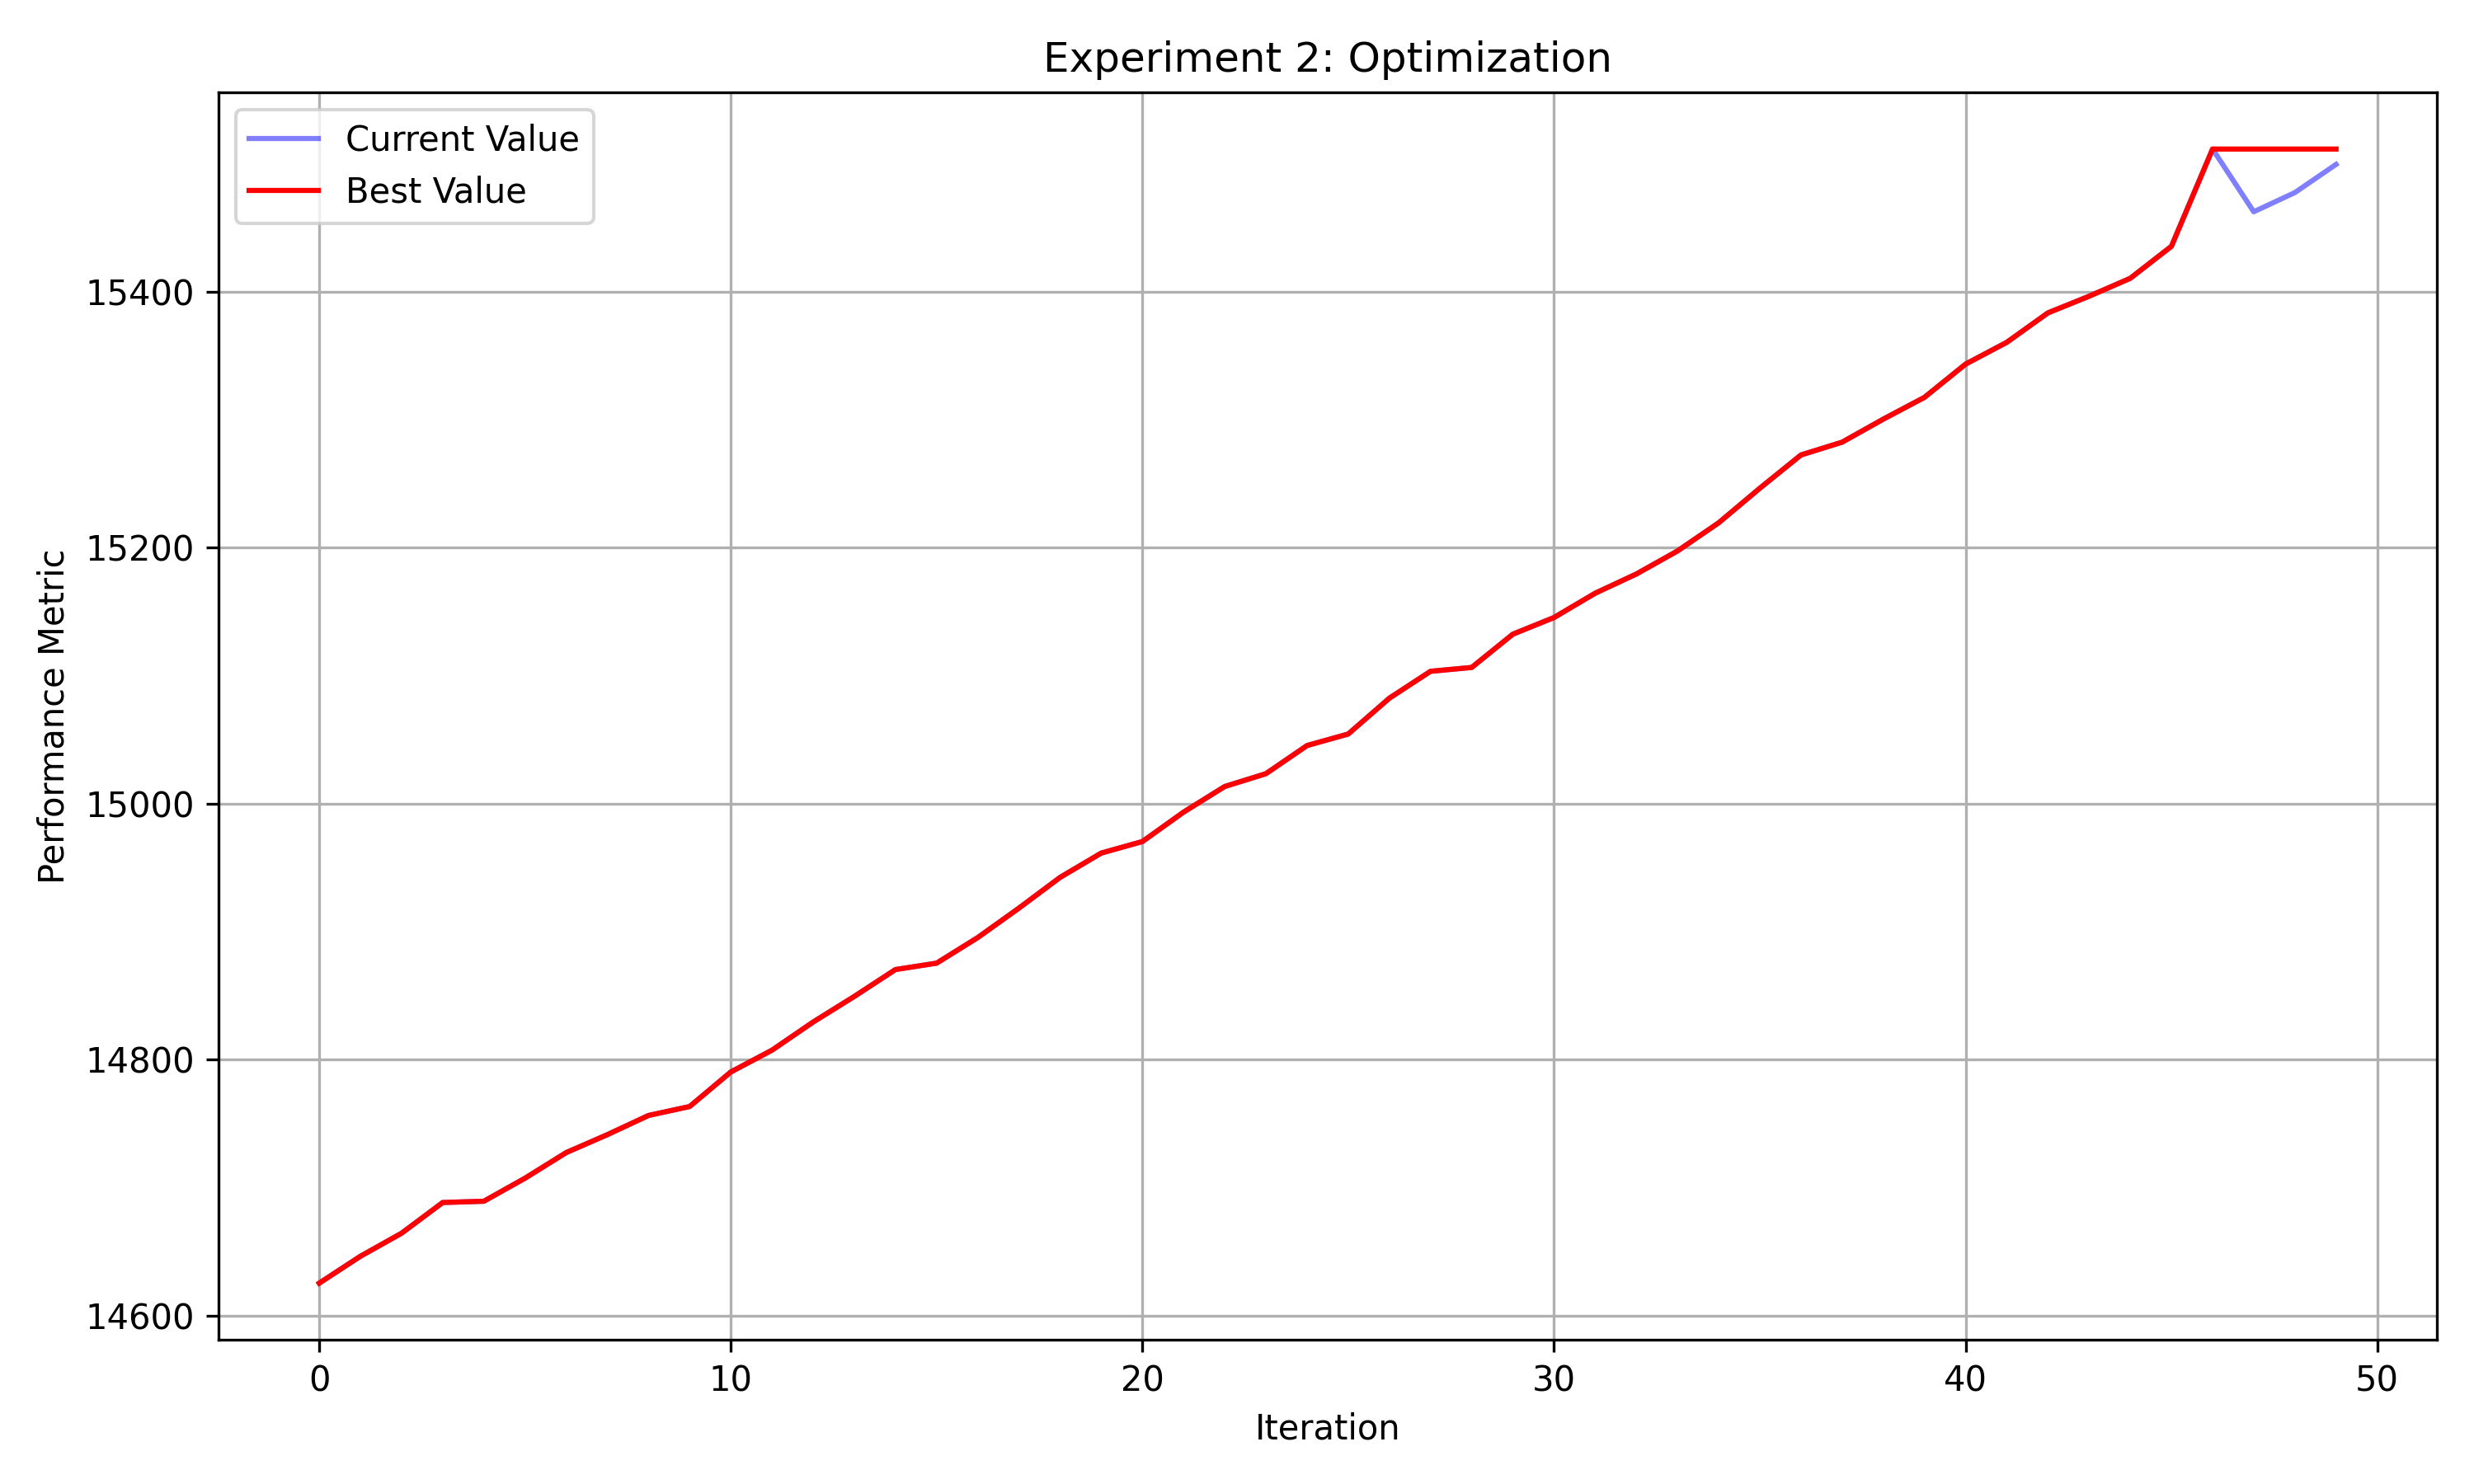 Experiment 2: Optimization
Current Value
Best Value
Performance Metric
15400
15200
15000
14800
14600
0
10
20
30
40
50
Iteration